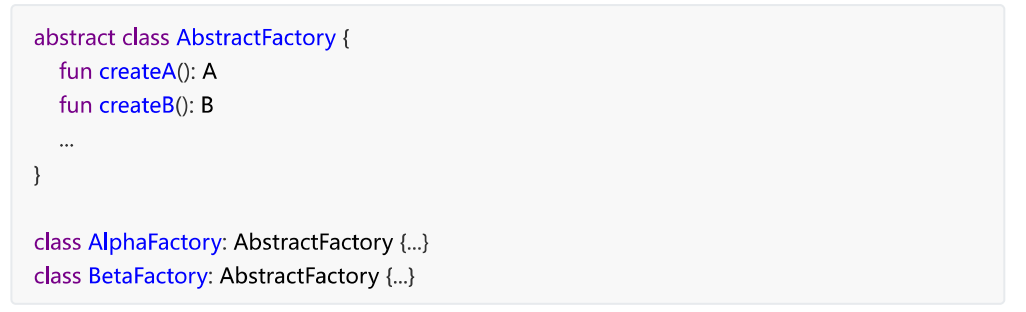 abstract class AbstractFactory {
fun createA(): A
fun createB(): B
...
}
class AlphaFactory: AbstractFactory {...}
class BetaFactory: AbstractFactory {...}